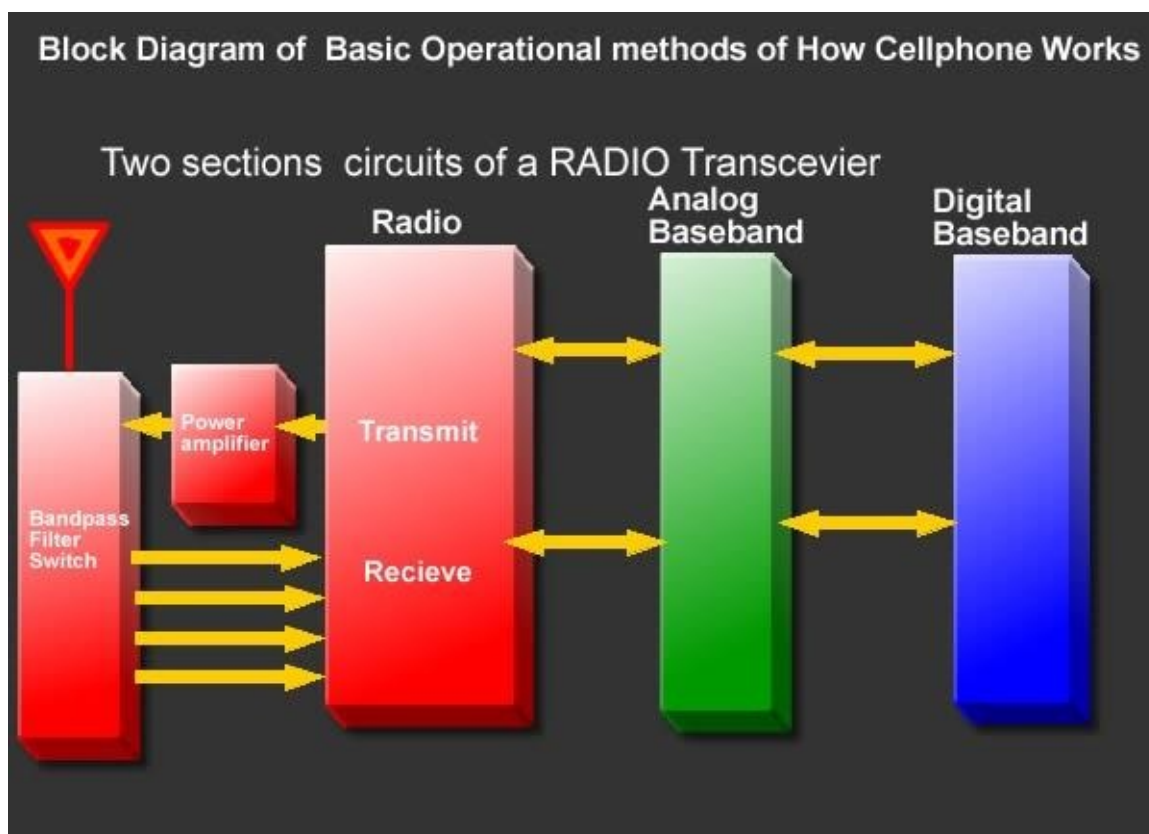 Block Diagram of Basic Operational methods of How Cellphone Works
Two sections circuits of a RADIO Transcevier
Radio
Analog
Baseband
Digital
Baseband
Power
amplifier
Transmit
Bandpass
Filter
Switch
Recieve